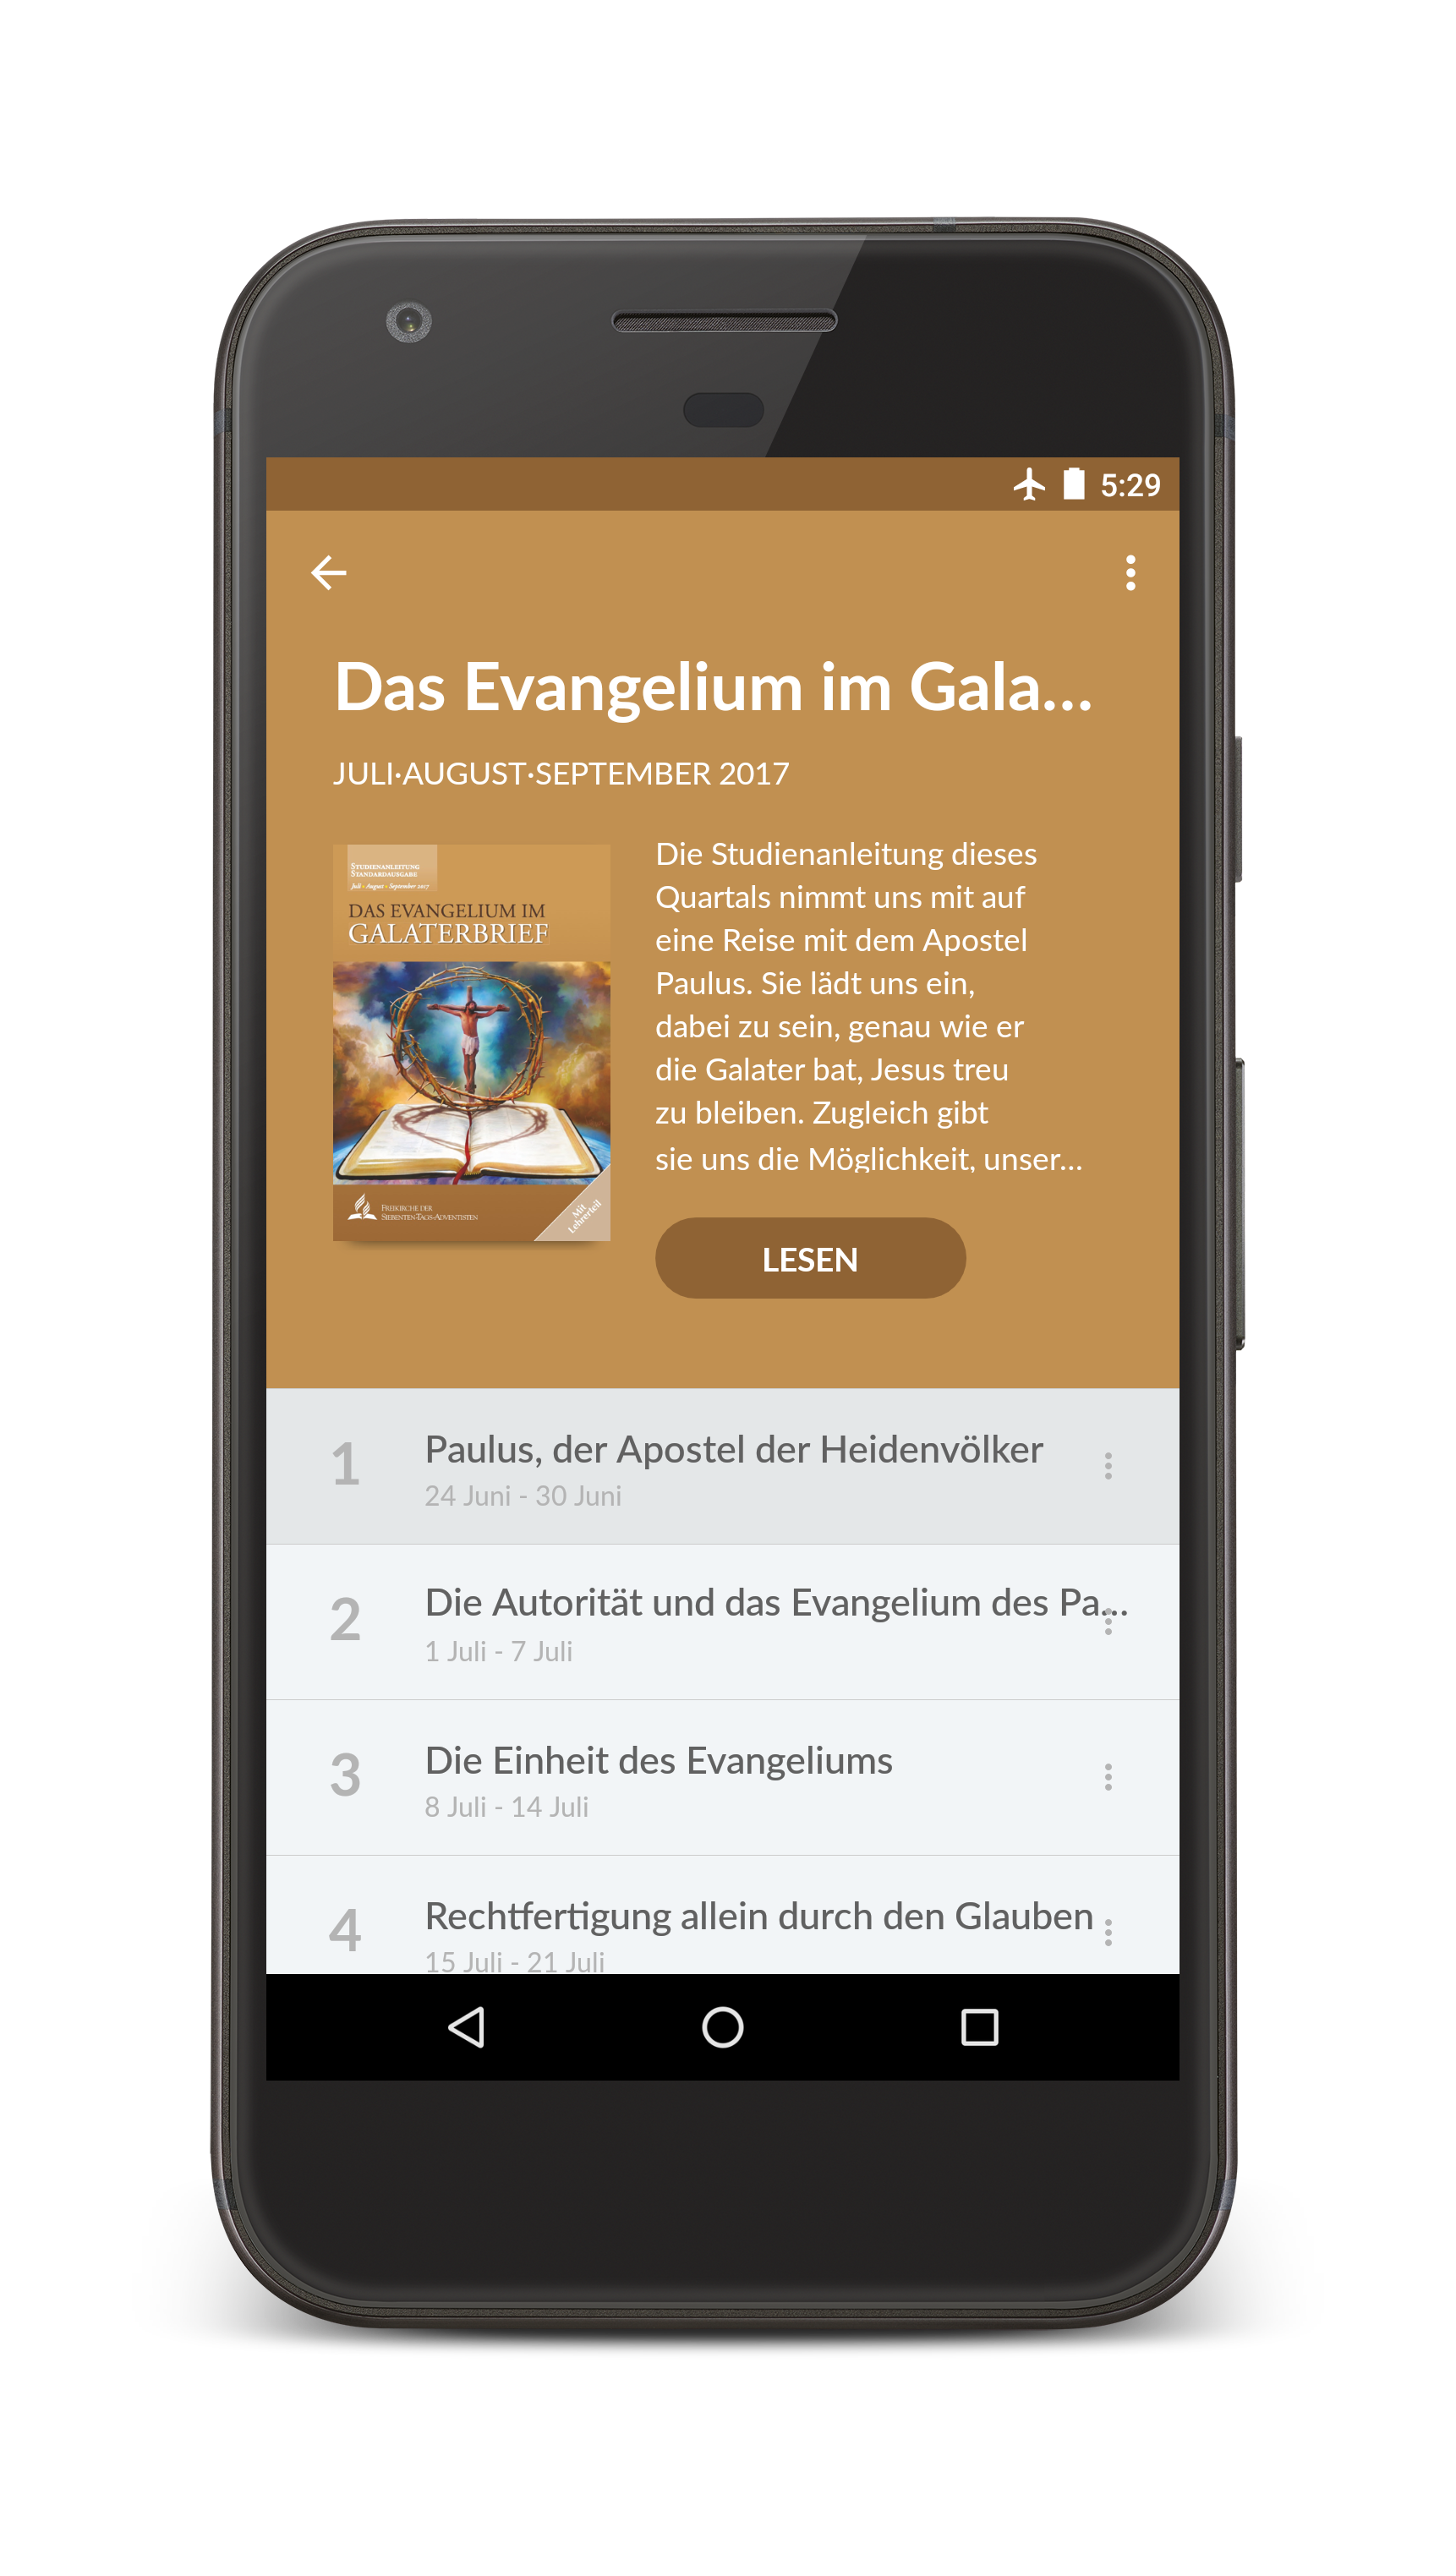 5:29
Das Evangelium im Gala...
JULI·AUGUST·SEPTEMBER 2017
STUDIENANLEITUNG
STANDARDAUSGABE
Juli • August • September 2017
DAS EVANGELIUM IM
GALATERBRIEF
FREIKIRCHE DER
SIEBENTEN-TAGS-ADVENTISTEN
Mit
Lehrerteil
Die Studienanleitung dieses
Quartals nimmt uns mit auf
eine Reise mit dem Apostel
Paulus. Sie lädt uns ein,
dabei zu sein, genau wie er
die Galater bat, Jesus treu
zu bleiben. Zugleich gibt
sie uns die Möglichkeit, unser...
LESEN
1
Paulus, der Apostel der Heidenvölker
24 Juni - 30 Juni
2
Die Autorität und das Evangelium des Pa...
1 Juli - 7 Juli
3
Die Einheit des Evangeliums
8 Juli - 14 Juli
4
Rechtfertigung allein durch den Glauben
15 Juli - 21 Juli